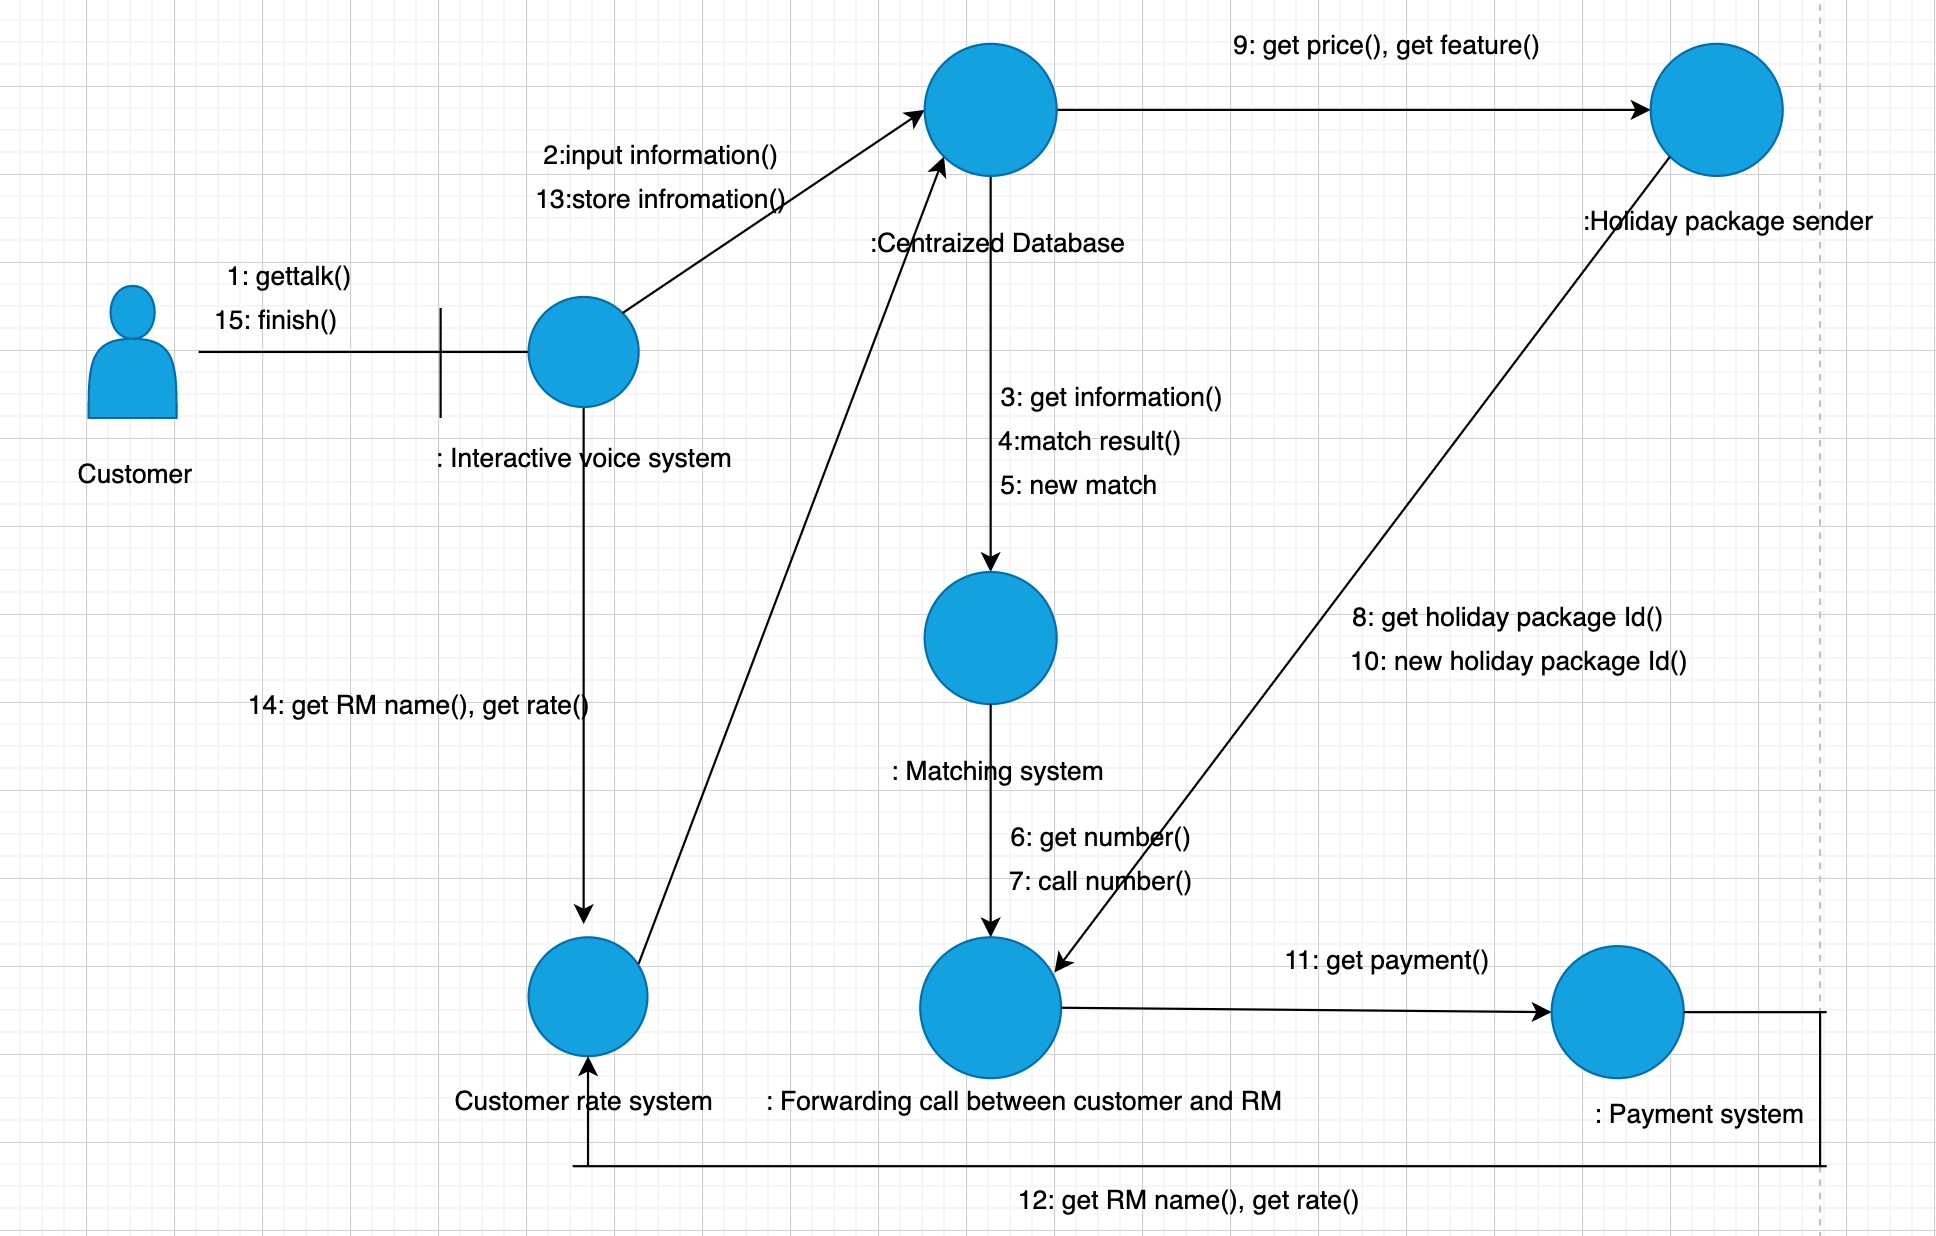 9: get price(), get feature()
2:input information()
13:store infromation()
:Holiday package sender
:Centraized Database
1: gettalk()
15: finish()
3: get information()
4:match result()
5: new match
: Interactive voice system
Customer
8: get holiday package Id()
10: new holiday package Id()
14: get RM name(), get rate()
: Matching system
6: get number()
7: call number()
11: get payment()
Customer rate system
: Forwarding call between customer and RM
: Payment system
12: get RM name(), get rate()